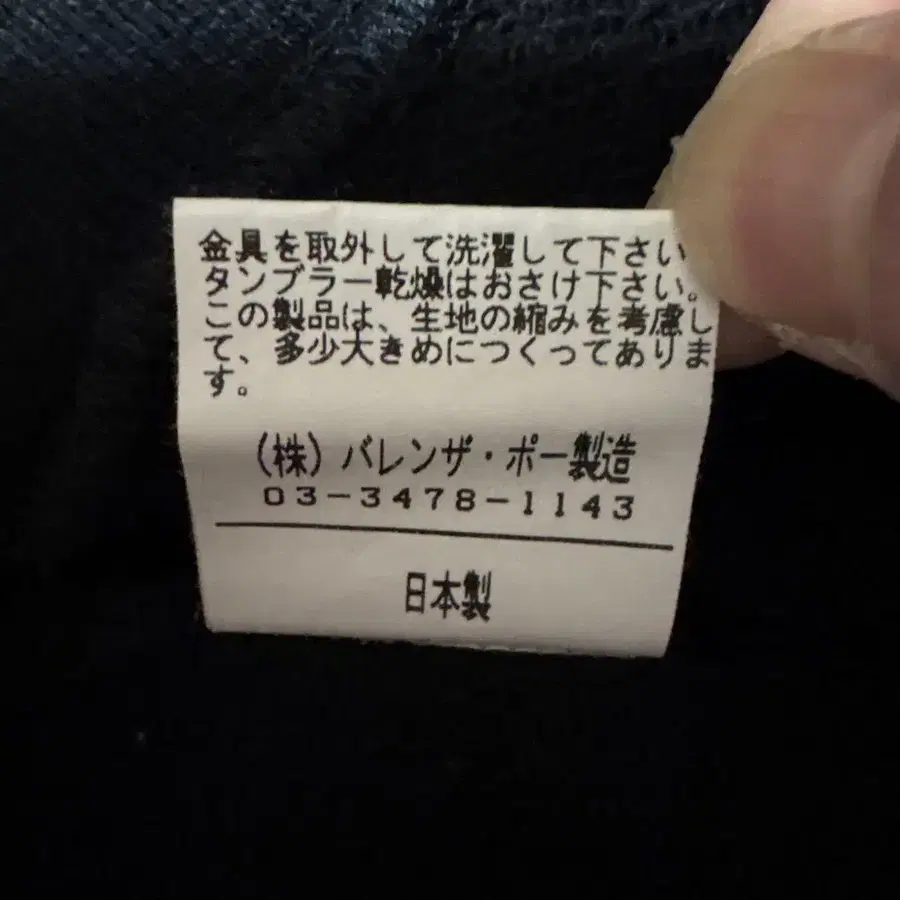 金具を取外して洗濯して下さい
タンブラー乾燥はおさけ下さい。
この製品は、生地の縮みを考慮し
て、多少大きめにつくってありま
す。
(株)バレンザ・ポー製造
03-3478-1143
日本製